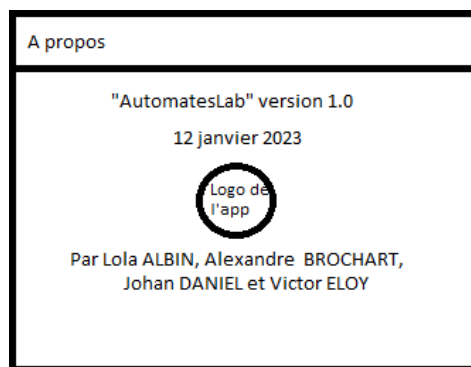 A propos
"AutomatesLab" version 1.0
12 janvier 2023
Logo de
l'app
Par Lola ALBIN, Alexandre BROCHART,
Johan DANIEL et Victor ELOY